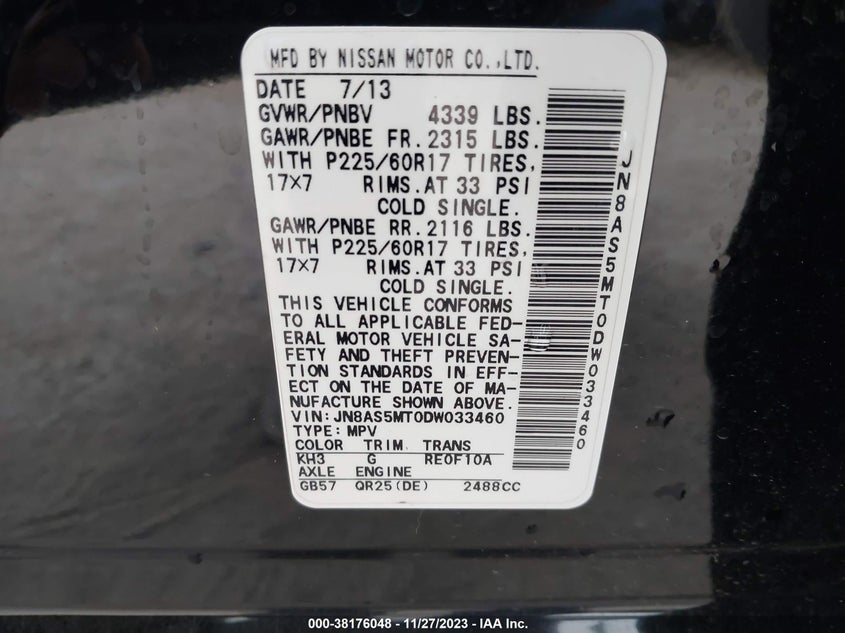 MFD BY NISSAN MOTOR CO.,LTD.
DATE 7/13
GVWR/PNBV 4339 LBS.
GAWR/PNBE FR. 2315 LBS.
WITH P225/60R17 TIRES,
17X7 RIMS. AT 33 PSI
COLD SINGLE.
GAWR/PNBE RR. 2116 LBS.
WITH P225/60R17 TIRES,
17X7 RIMS. AT 33 PSI
COLD SINGLE.
THIS VEHICLE CONFORMS
TO ALL APPLICABLE FED-
ERAL MOTOR VEHICLE SA-
FETY AND THEFT PREVEN-
TION STANDARDS IN EFF-
ECT ON THE DATE OF MA-
NUFACTURE SHOWN ABOVE.
VIN:JN8AS5MT0DW033460
TYPE:MPV
COLOR TRIM. TRANS
KH3 G RE0F10A
AXLE ENGINE
GB57 QR25(DE) 2488CC
JN8AS5MT0DW033460
000-38176048 - 11/27/2023 - IAA Inc.